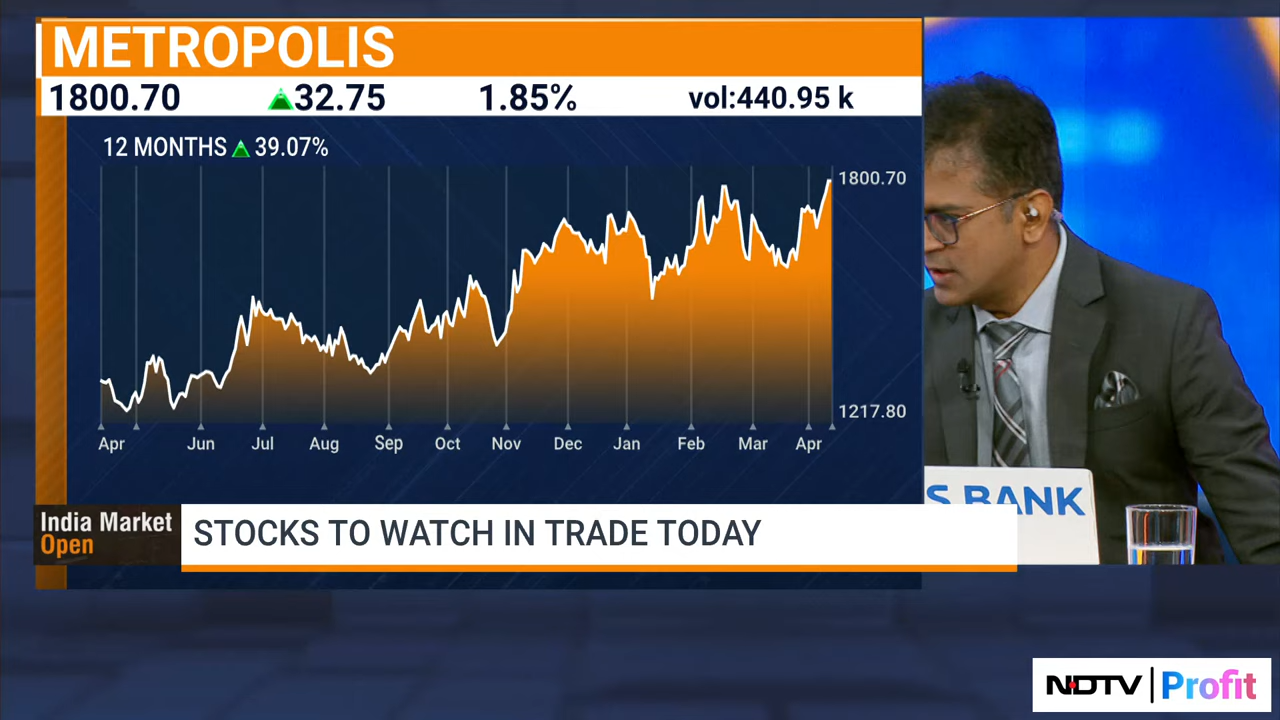 METROPOLIS
1800.70 ▲32.75 1.85% vol:440.95 k
12 MONTHS ▲ 39.07%
1800.70
1217.80
Apr Jun Jul Aug Sep Oct Nov Dec Jan Feb Mar Apr
S BANK
India Market
Open
STOCKS TO WATCH IN TRADE TODAY
NDTV Profit